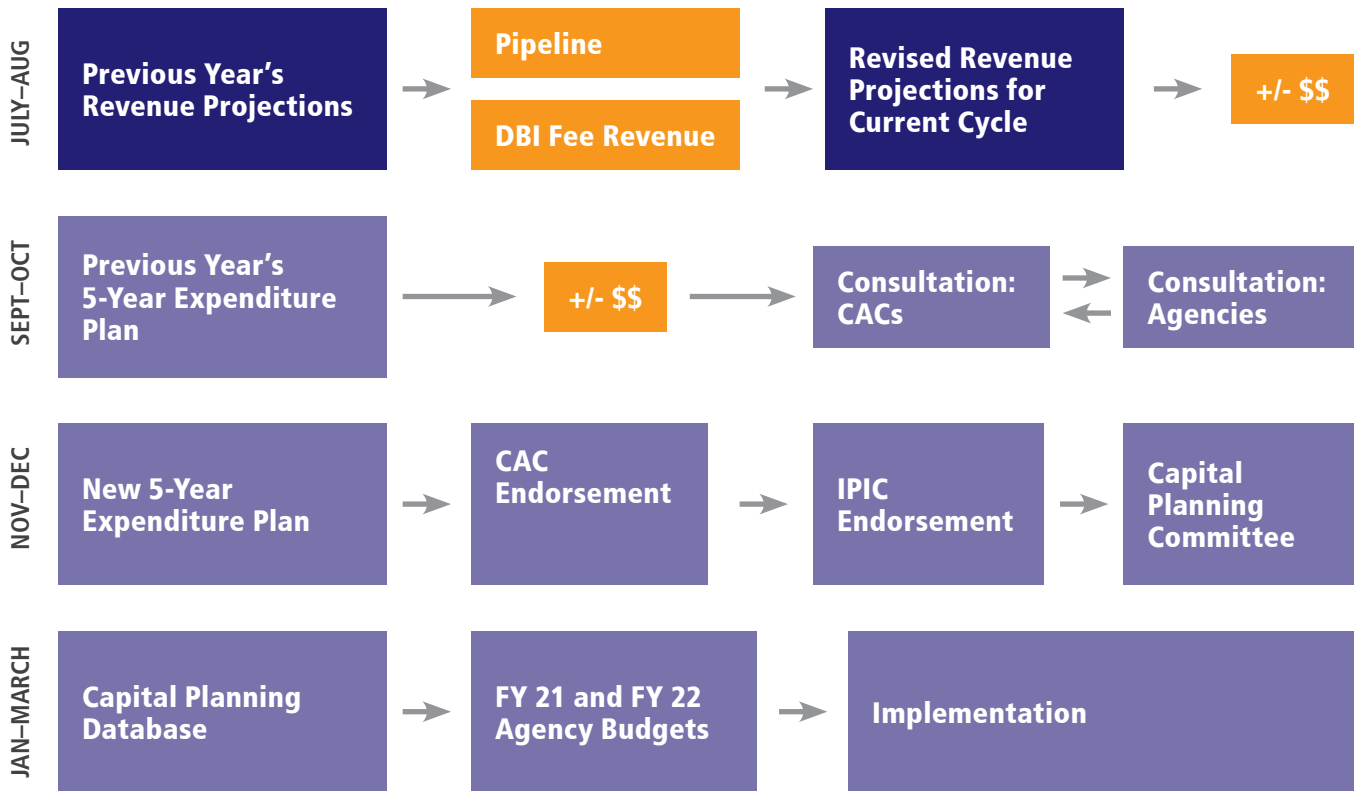 JULY–AUG
Previous Year's
Revenue Projections
Pipeline
DBI Fee Revenue
Revised Revenue
Projections for
Current Cycle
+/- $$
SEPT–OCT
Previous Year's
5-Year Expenditure
Plan
+/- $$
Consultation:
CACs
Consultation:
Agencies
NOV–DEC
New 5-Year
Expenditure Plan
CAC
Endorsement
IPIC
Endorsement
Capital
Planning
Committee
JAN–MARCH
Capital Planning
Database
FY 21 and FY 22
Agency Budgets
Implementation